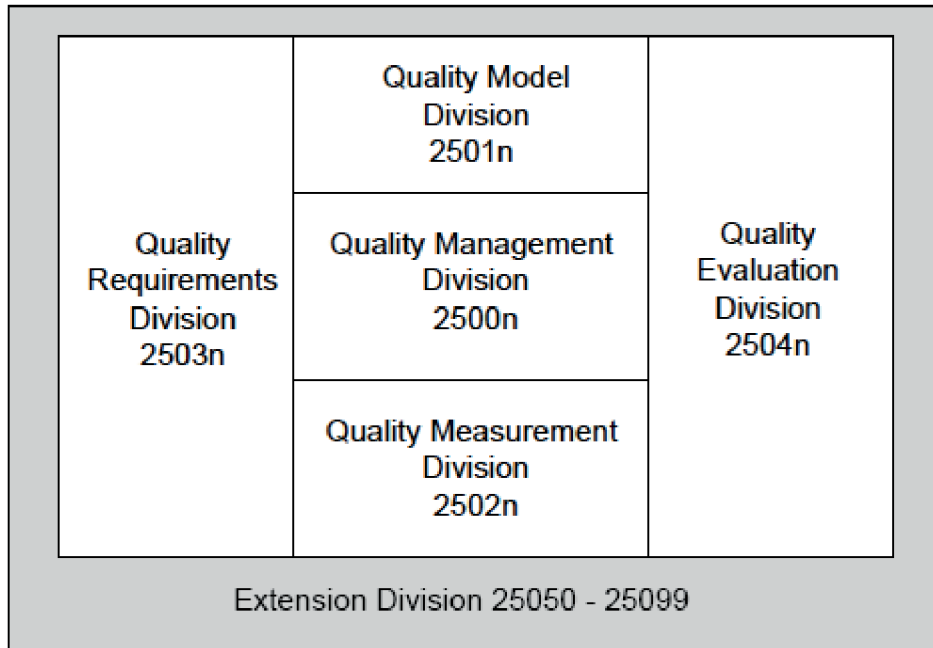 Quality
Requirements
Division
2503n
Quality Model
Division
2501n
Quality Management
Division
2500n
Quality Measurement
Division
2502n
Quality
Evaluation
Division
2504n
Extension Division 25050 - 25099